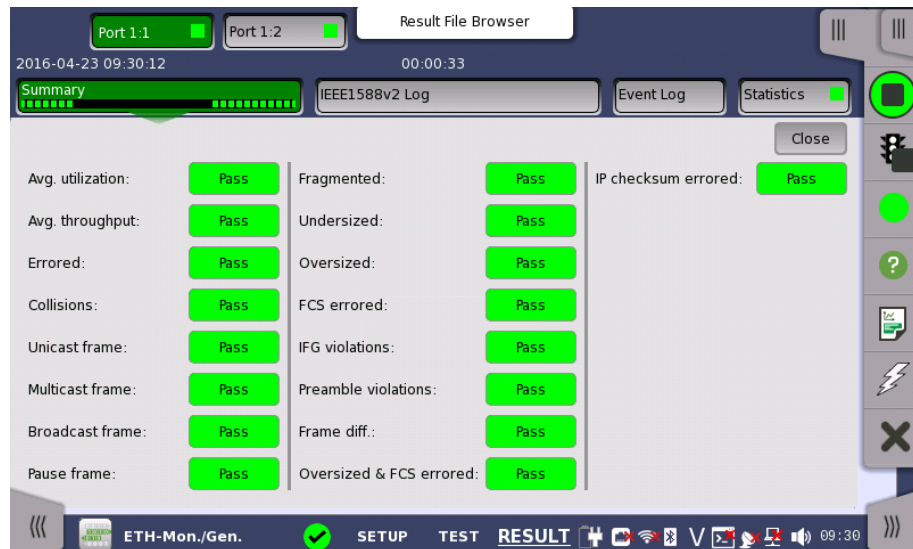 Result File Browser
Port 1:1
Port 1:2
2016-04-23 09:30:12
00:00:33
Summary
IEEE1588v2 Log
Event Log
Statistics
Close
Avg. utilization: Pass
Fragmented: Pass
IP checksum errored: Pass
Avg. throughput: Pass
Undersized: Pass
Errored: Pass
Oversized: Pass
Collisions: Pass
FCS errored: Pass
Unicast frame: Pass
IFG violations: Pass
Multicast frame: Pass
Preamble violations: Pass
Broadcast frame: Pass
Frame diff.: Pass
Pause frame: Pass
Oversized & FCS errored: Pass
ETH-Mon./Gen.
SETUP
TEST
RESULT
V
09:30